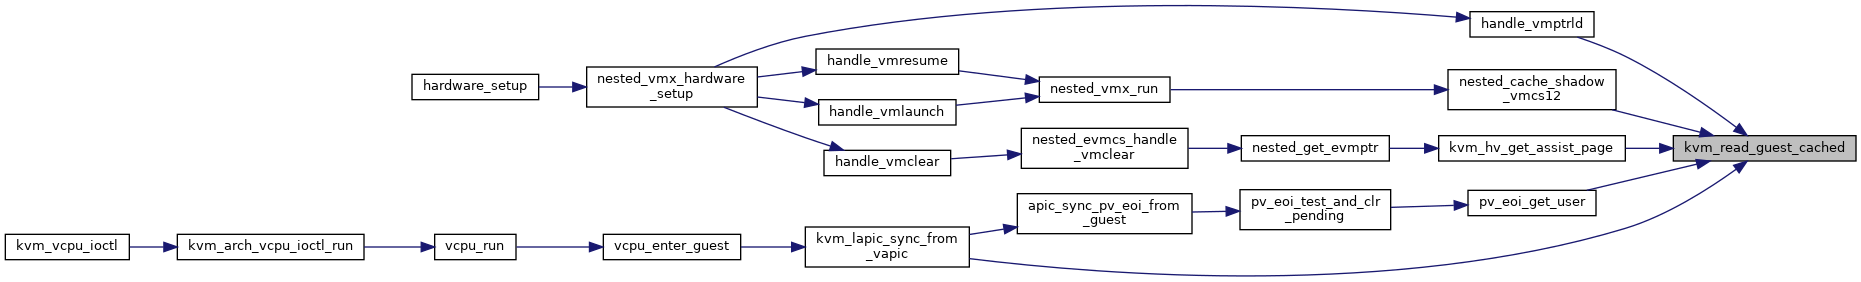 handle_vmptrld
handle_vmresume
nested_vmx_hardware
_setup
hardware_setup
nested_cache_shadow
_vmcs12
nested_vmx_run
handle_vmlaunch
nested_evmcs_handle
_vmclear
nested_get_evmptr
kvm_hv_get_assist_page
kvm_read_guest_cached
handle_vmclear
apic_sync_pv_eoi_from
_guest
pv_eoi_test_and_clr
_pending
pv_eoi_get_user
kvm_vcpu_ioctl
kvm_arch_vcpu_ioctl_run
vcpu_run
vcpu_enter_guest
kvm_lapic_sync_from
_vapic